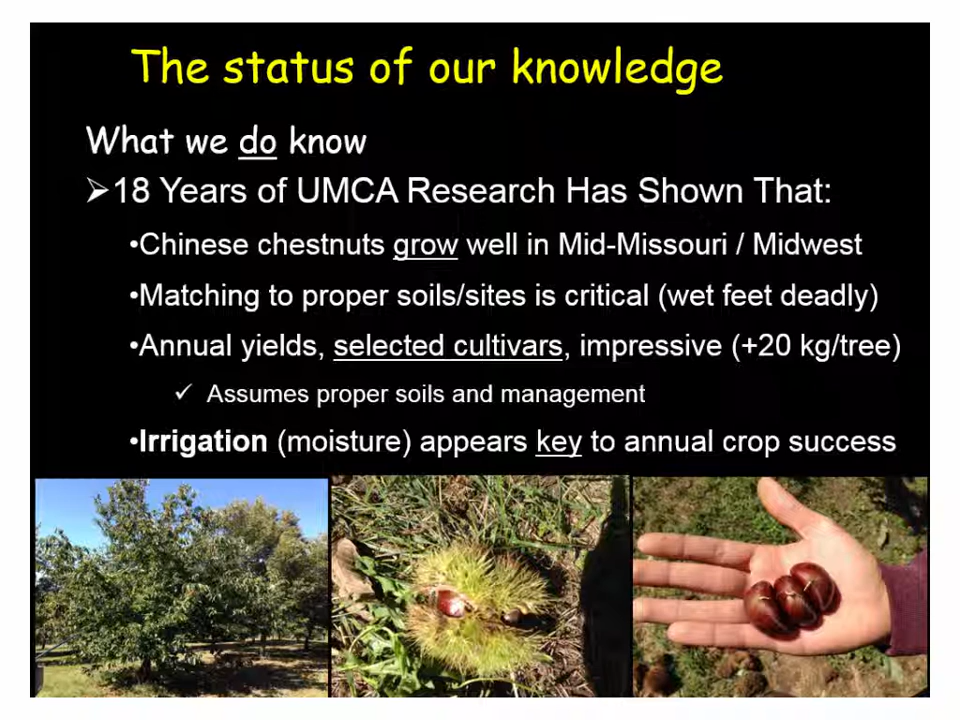 The status of our knowledge
What we do know
➢18 Years of UMCA Research Has Shown That:
•Chinese chestnuts grow well in Mid-Missouri / Midwest
•Matching to proper soils/sites is critical (wet feet deadly)
•Annual yields, selected cultivars, impressive (+20 kg/tree)
✓ Assumes proper soils and management
•Irrigation (moisture) appears key to annual crop success